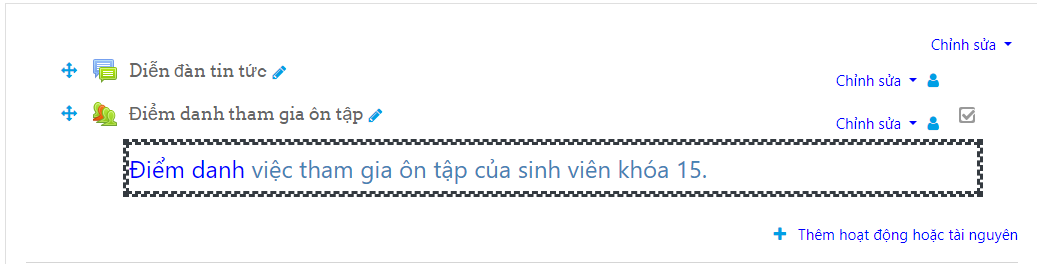 Chỉnh sửa
Diễn đàn tin tức
Chỉnh sửa
Điểm danh tham gia ôn tập
Chỉnh sửa
Điểm danh việc tham gia ôn tập của sinh viên khóa 15.
Thêm hoạt động hoặc tài nguyên